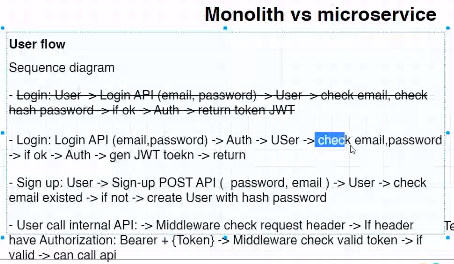 Monolith vs microservice
User flow
Sequence diagram
- Login: User -> Login API (email, password) -> User -> check email, check
hash password -> if ok -> Auth -> return token JWT
- Login: Login API (email,password) -> Auth -> USer -> check email,password
-> if ok -> Auth -> gen JWT toekn -> return
- Sign up: User -> Sign-up POST API ( password, email ) -> User -> check
email existed -> if not -> create User with hash password
- User call internal API: -> Middleware check request header -> If header
have Authorization: Bearer + {Token} -> Middleware check valid token -> if
valid -> can call api